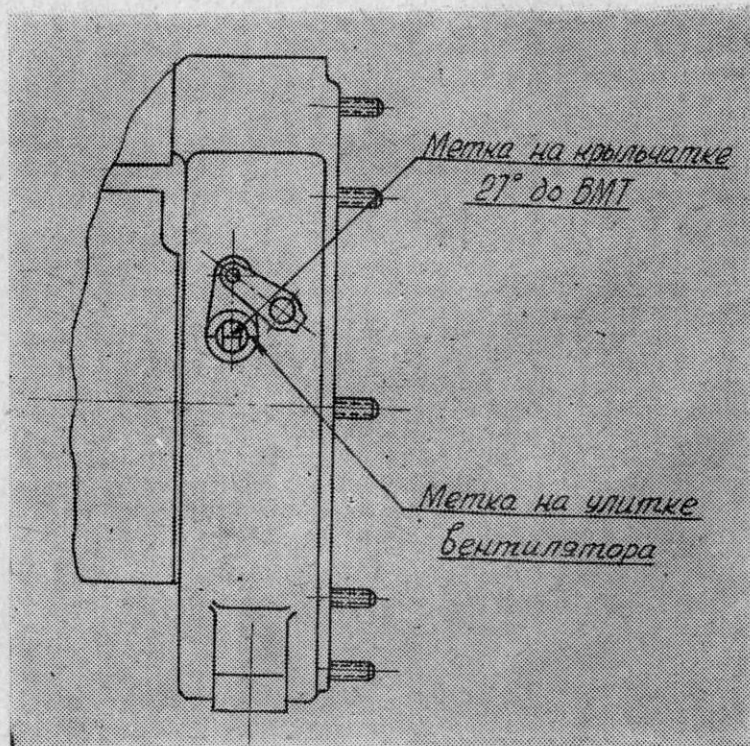 Метка на крыльчатке
27° до ВМТ
Метка на улитке
вентилятора